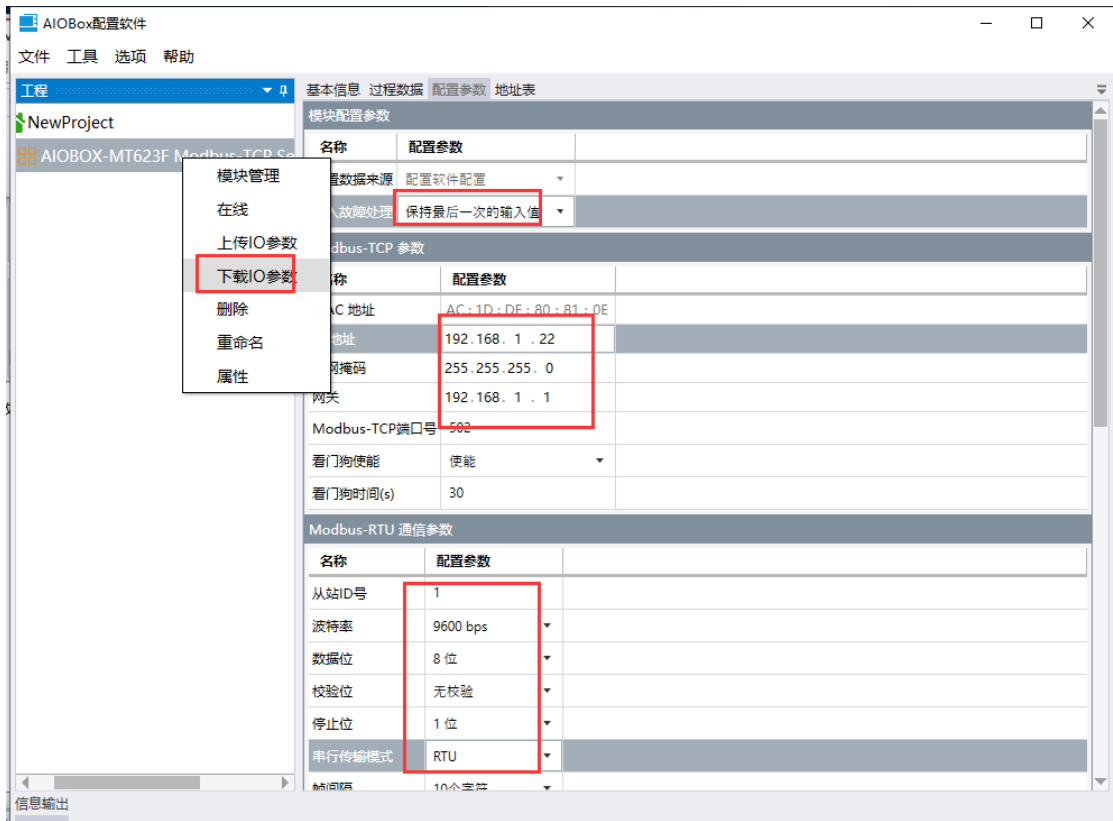 AIOBox配置软件
文件 工具 选项 帮助
工程
NewProject
AIOBOX-MT623F Modbus-TCP Se
模块管理
在线
上传IO参数
下载IO参数
删除
重命名
属性
基本信息 过程数据 配置参数 地址表
模块配置参数
名称 配置参数
置数据来源 配置软件配置
入故障处理 保持最后一次的输入值
dbus-TCP 参数
称 配置参数
AC 地址 AC : 1D : DE : 80 : 81 : 0E
地址 192.168. 1 . 22
网掩码 255.255.255. 0
网关 192.168. 1 . 1
Modbus-TCP端口号 502
看门狗使能 使能
看门狗时间(s) 30
Modbus-RTU 通信参数
名称 配置参数
从站ID号 1
波特率 9600 bps
数据位 8 位
校验位 无校验
停止位 1 位
串行传输模式 RTU
帧间隔 10个字符
信息输出